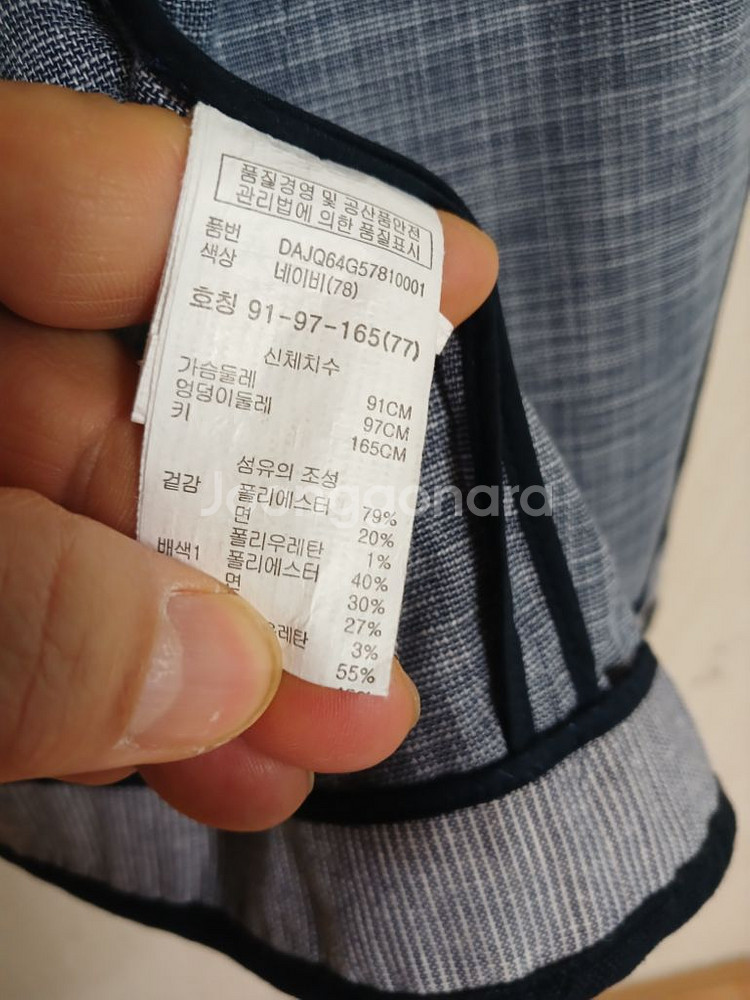 품질경영 및 공산품안전
관리법에 의한 품질표시
품번 DAJQ64G57810001
색상 네이비(78)
호칭 91-97-165(77)
신체치수
가슴둘레 91CM
엉덩이둘레 97CM
키 165CM
섬유의 조성
겉감 폴리에스터 79%
면 20%
폴리우레탄 1%
배색1 폴리에스터 40%
면 30%
27%
레탄 3%
55%
Joonggonara